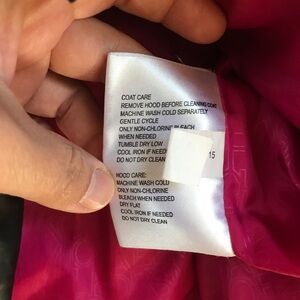 COAT CARE
REMOVE HOOD BEFORE CLEANING COAT
MACHINE WASH COLD SEPARATELY
GENTLE CYCLE
ONLY NON-CHLORINE BLEACH
WHEN NEEDED
TUMBLE DRY LOW
COOL IRON IF NEED
DO NOT DRY CLEAN
15
HOOD CARE:
MACHINE WASH COLD
ONLY NON-CHLORINE
BLEACH WHEN NEEDED
DRY FLAT
COOL IRON IF NEEDED
DO NOT DRY CLEAN